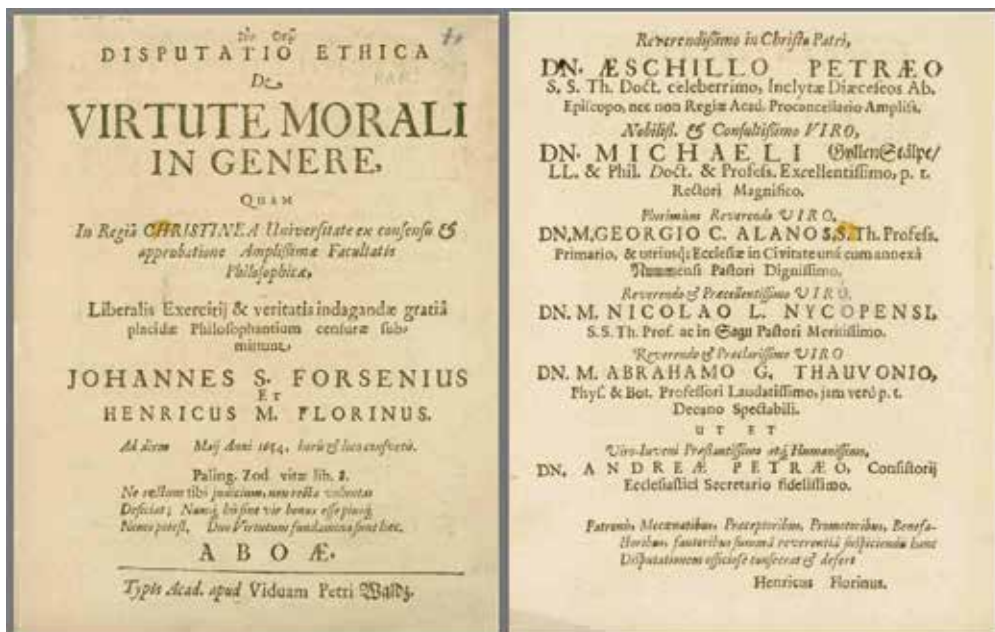 DISPUTATIO ETHICA
De
VIRTUTE MORALI
IN GENERE,
QUAM
In Regiâ CHRISTINEA Universitate ex consensu &
approbatione Amplissimæ Facultatis
Philosophicæ,
Liberalis Exercitij & veritatis indagandæ gratiâ
placidæ Philosophantium censuræ sub-
mittunt,
JOHANNES S. FORSENIUS
ET
HENRICUS M. FLORINUS.
Ad diem Maij Anni 1654. horis & loco consvetis.
Paling. Zod. vitæ lib. 8.
Ne rectum tibi judicium, neu recta voluntas
Deficiat; Namq, his sine vir bonus esse piusq,
Nemo potest, Duo Virtutum fundamina sunt hæc.
ABOÆ,
Typis Acad. apud Viduam Petri Waldz.
Reverendissimo in Christo Patri,
DN. ÆSCHILLO PETRÆO
S. S. Th. Doct. celeberrimo, Inclytæ Diæceseos Ab.
Episcopo, nec non Regiæ Acad. Procancellario Ampliss.
Nobiliss. & Consultissimo VIRO,
DN. MICHAELI GyllenStålpe/
LL. & Phil. Doct. & Profess. Excellentissimo, p. t.
Rectori Magnifico.
Plurimum Reverendo VIRO,
DN, M, GEORGIO C. ALANO S.S. Th. Profess.
Primario, & utriusq; Ecclesiæ in Civitate unà cum annexâ
Nummensi Pastori Dignissimo.
Reverendo & Præcellentissimo VIRO,
DN. M. NICOLAO L. NYCOPENSI,
S. S. Th. Prof. ac in Sagu Pastori Meritissimo.
Reverendo & Præclarissimo VIRO
DN. M. ABRAHAMO G. THAUVONIO,
Phys. & Bot. Professori Laudatissimo, jam verò p. t.
Decano Spectabili.
UT ET
Viro-Iuveni Præstantissimo atq, Humanissimo,
DN. ANDREÆ PETRÆO, Consistorij
Ecclesiastici Secretario fidelissimo.
Patronis, Mecænatibus, Præceptoribus, Promotoribus, Benefa-
ctoribus, fautoribus summâ reverentiâ suspiciendis hanc
Disputationem officiosè consecrat & defert
Henricus Florinus.